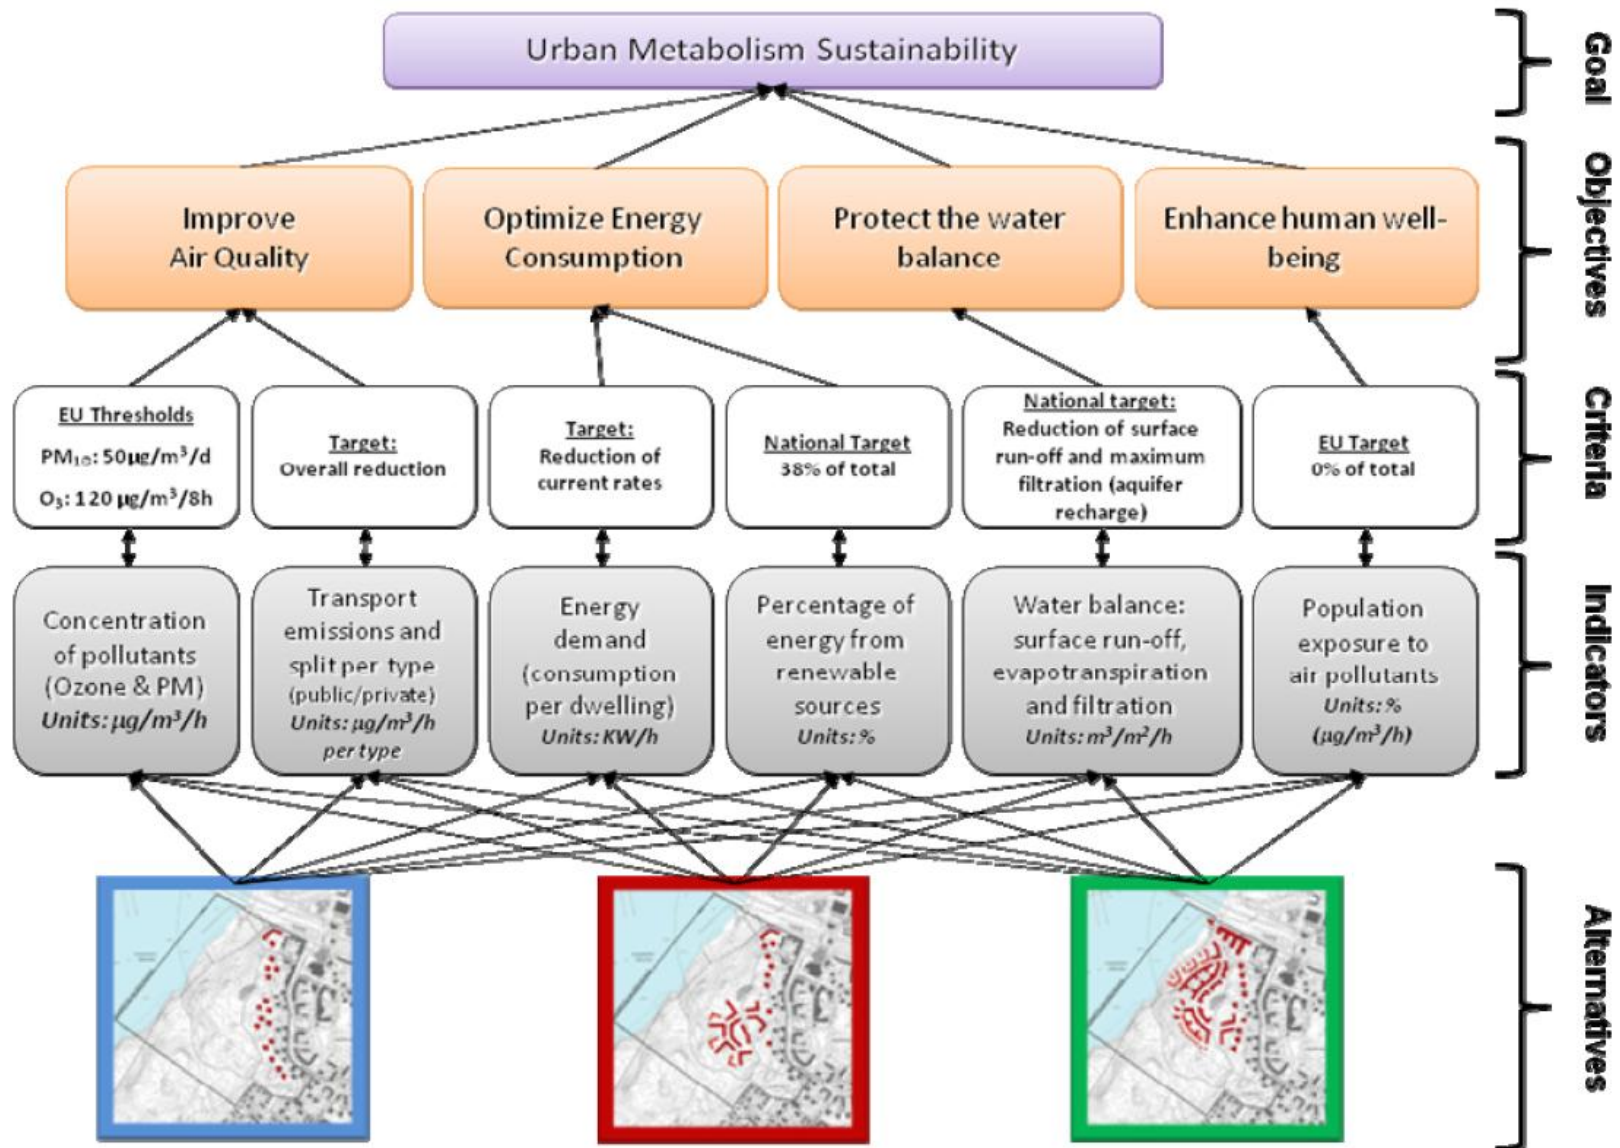 Urban Metabolism Sustainability
Goal
Improve
Air Quality
Optimize Energy
Consumption
Protect the water
balance
Enhance human well-
being
Objectives
EU Thresholds
PM₁₀: 50µg/m³/d
O₃: 120 µg/m³/8h
Target:
Overall reduction
Target:
Reduction of
current rates
National Target
38% of total
National target:
Reduction of surface
run-off and maximum
filtration (aquifer
recharge)
EU Target
0% of total
Criteria
Concentration
of pollutants
(Ozone & PM)
Units: µg/m³/h
Transport
emissions and
split per type
(public/private)
Units: µg/m³/h
per type
Energy
demand
(consumption
per dwelling)
Units: KW/h
Percentage of
energy from
renewable
sources
Units: %
Water balance:
surface run-off,
evapotranspiration
and filtration
Units: m³/m²/h
Population
exposure to
air pollutants
Units: %
(µg/m³/h)
Indicators
Alternatives